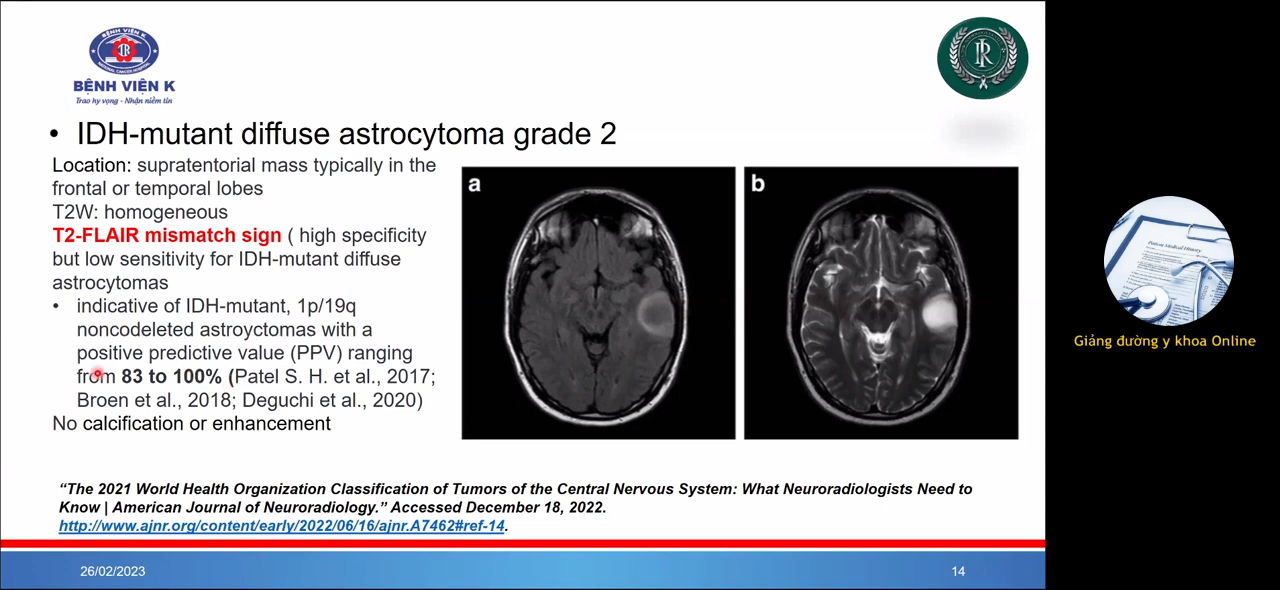 BỆNH VIỆN K
Trao hy vọng - Nhận niềm tin
• IDH-mutant diffuse astrocytoma grade 2
Location: supratentorial mass typically in the
frontal or temporal lobes
T2W: homogeneous
T2-FLAIR mismatch sign ( high specificity
but low sensitivity for IDH-mutant diffuse
astrocytomas
• indicative of IDH-mutant, 1p/19q
noncodeleted astroyctomas with a
positive predictive value (PPV) ranging
from 83 to 100% (Patel S. H. et al., 2017;
Broen et al., 2018; Deguchi et al., 2020)
No calcification or enhancement
a
b
“The 2021 World Health Organization Classification of Tumors of the Central Nervous System: What Neuroradiologists Need to
Know | American Journal of Neuroradiology.” Accessed December 18, 2022.
http://www.ajnr.org/content/early/2022/06/16/ajnr.A7462#ref-14.
26/02/2023
14
Patient Medical History
Giảng đường y khoa Online